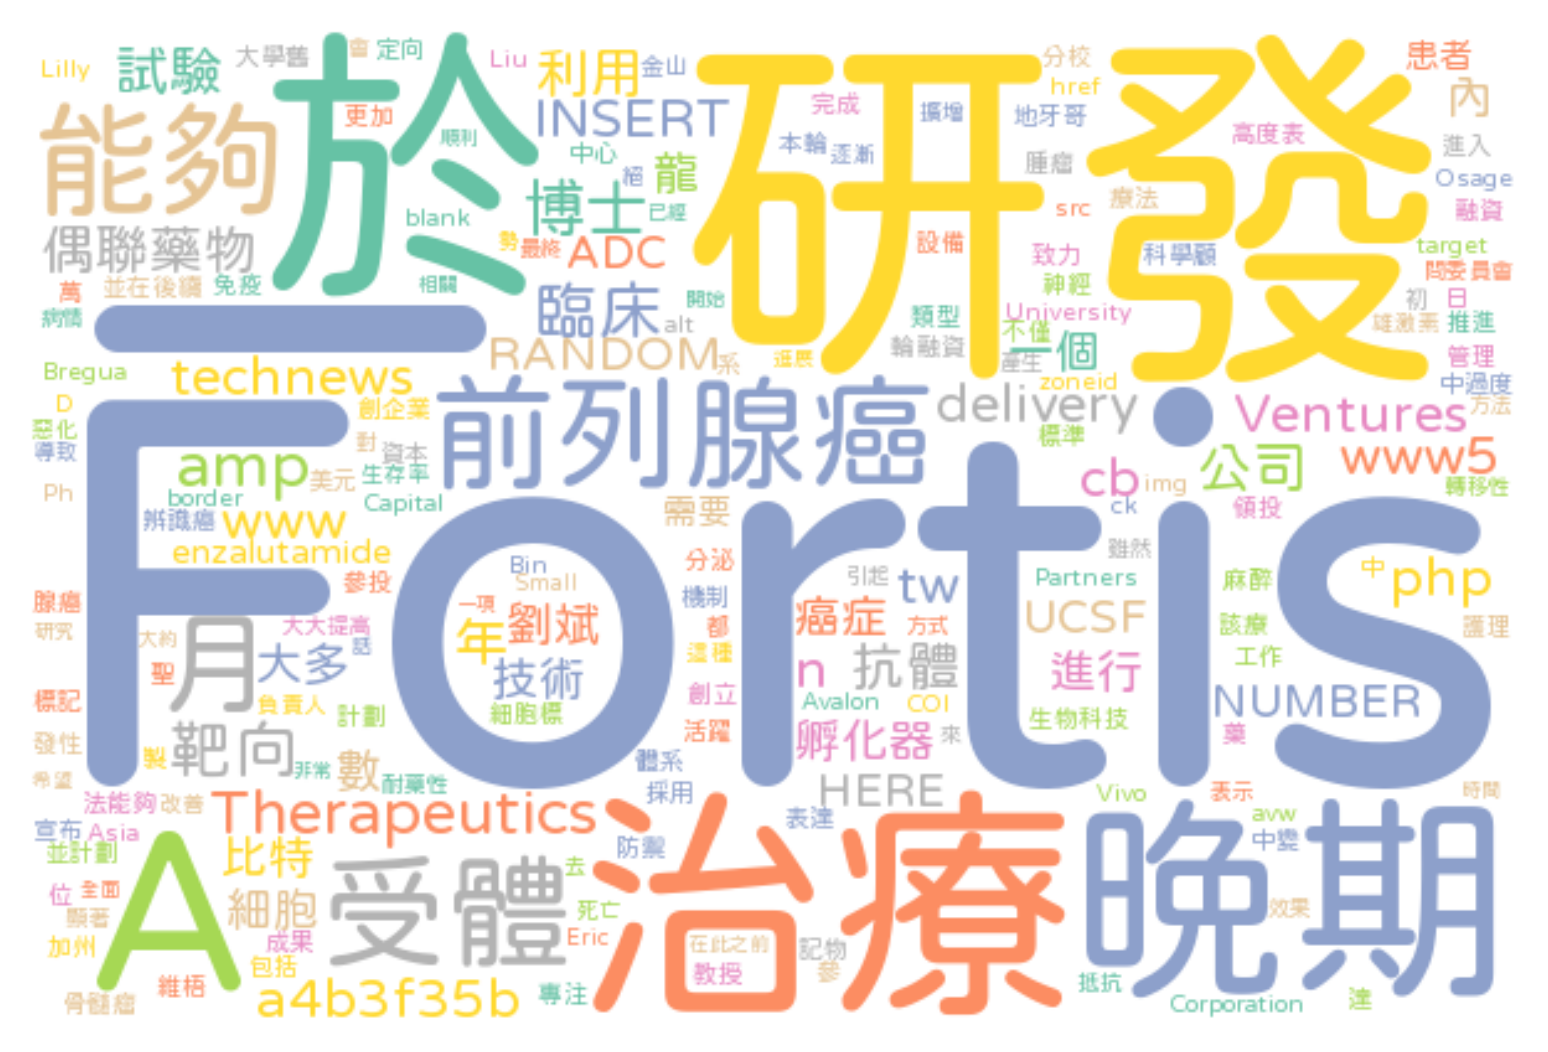 Lilly
試驗
大學舊
會
定向
Liu
利用
金山
分校
href
患者
能夠
於
更加
順利
INSERT
研發
完成
擴增
地牙哥
高度表
內
中心
絕
龍
本輪
逐漸
腫瘤
進入
Osage
blank
博士
已經
src
療法
融資
偶聯藥物
勢
最終
ADC
設備
致力
科學顧
target
問委員會
萬
並在後續
免疫
相關
臨床
開始
神經
初
日
病情
alt
類型
University
不僅
雄激素
推進
一
RANDOM
系
進展
輪融資
產生
一個
管理
Bregua
technews
zoneid
中過度
D
創企業
前列腺癌
delivery
標準
Ventures
方法
惡化
導致
對
資本
amp
美元
生存率
cb
img
公司
www5
轉移性
Ph
border
Capital
ck
領投
辨識癌
www
需要
enzalutamide
雖然
Fortis
Bin
Small
分泌
引起
tw
Partners
麻醉
中
php
腺癌
參投
一項
機制
研究
大約
大大提高
話
年
劉斌
都
癌症
方式
UCSF
該療
護理
聖
月
大多
技術
這種
n
抗體
進行
工作
標記
負責人
計劃
細胞標
創立
Avalon
COI
NUMBER
發性
製
靶向
非常
數
耐藥性
活躍
孵化器
來
生物科技
藥
希望
體系
採用
HERE
Vivo
表示
時間
法能夠
改善
Therapeutics
表達
avw
宣布
Asia
並計劃
A
比特
受體
防禦
治療
晚期
中變
位
全面
顯著
細胞
去
死亡
效果
加州
成果
Eric
在此之前
記物
包括
教授
參
抵抗
骨髓瘤
維梧
a4b3f35b
專注
Corporation
達